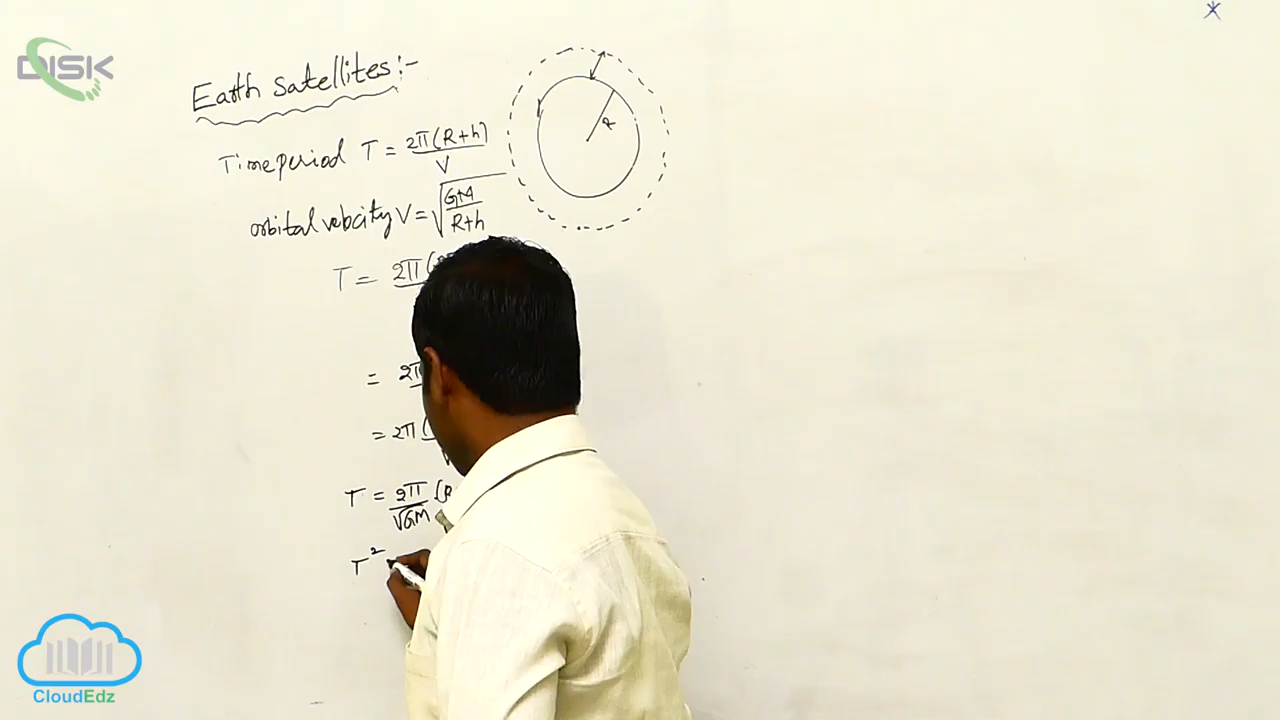 DISK
Earth Satellites:-
Time period T = 2π(R+h)/V
R
orbital velocity V = √(GM/R+h)
T = 2π(
= 2π
= 2π(
T = 2π/√GM (R
T²
CloudEdz